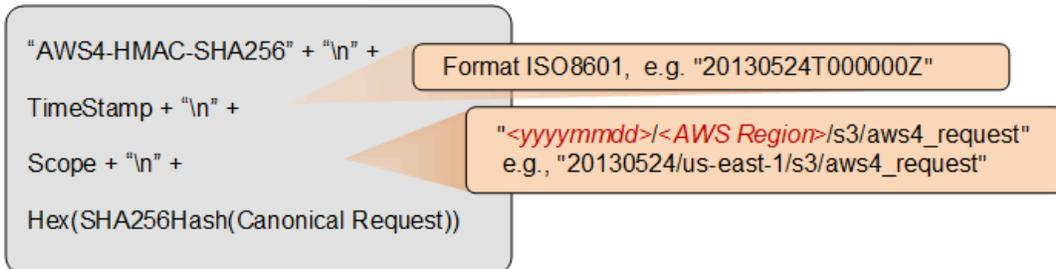 “AWS4-HMAC-SHA256” + “\n” +
Format ISO8601, e.g. "20130524T000000Z"
TimeStamp + “\n” +
"<yyyymmdd>/<AWS Region>/s3/aws4_request"
e.g., "20130524/us-east-1/s3/aws4_request"
Scope + “\n” +
Hex(SHA256Hash(Canonical Request))